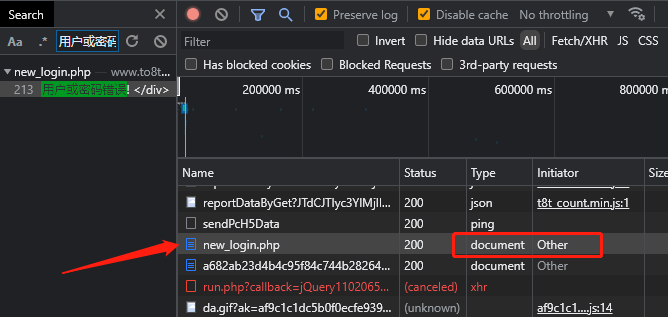 Search
Aa .* 用户或密码
new_login.php — www.to8t...
213 用户或密码错误! </div>
Preserve log Disable cache No throttling
Filter Invert Hide data URLs All Fetch/XHR JS CSS
Has blocked cookies Blocked Requests 3rd-party requests
200000 ms 400000 ms 600000 ms 800000 ms
Name Status Type Initiator Size
reportDataByGet?JTdCJTIyc3YlMjIl... 200 json t8t_count.min.js:1
sendPcH5Data 200 ping
new_login.php 200 document Other
a682ab23d4b4c95f84c744b28264... 200 document Other
run.php?callback=jQuery1102065... (canceled) xhr
da.gif?ak=af9c1c1dc5b0f0ecfe939... (unknown) af9c1c1....js:14